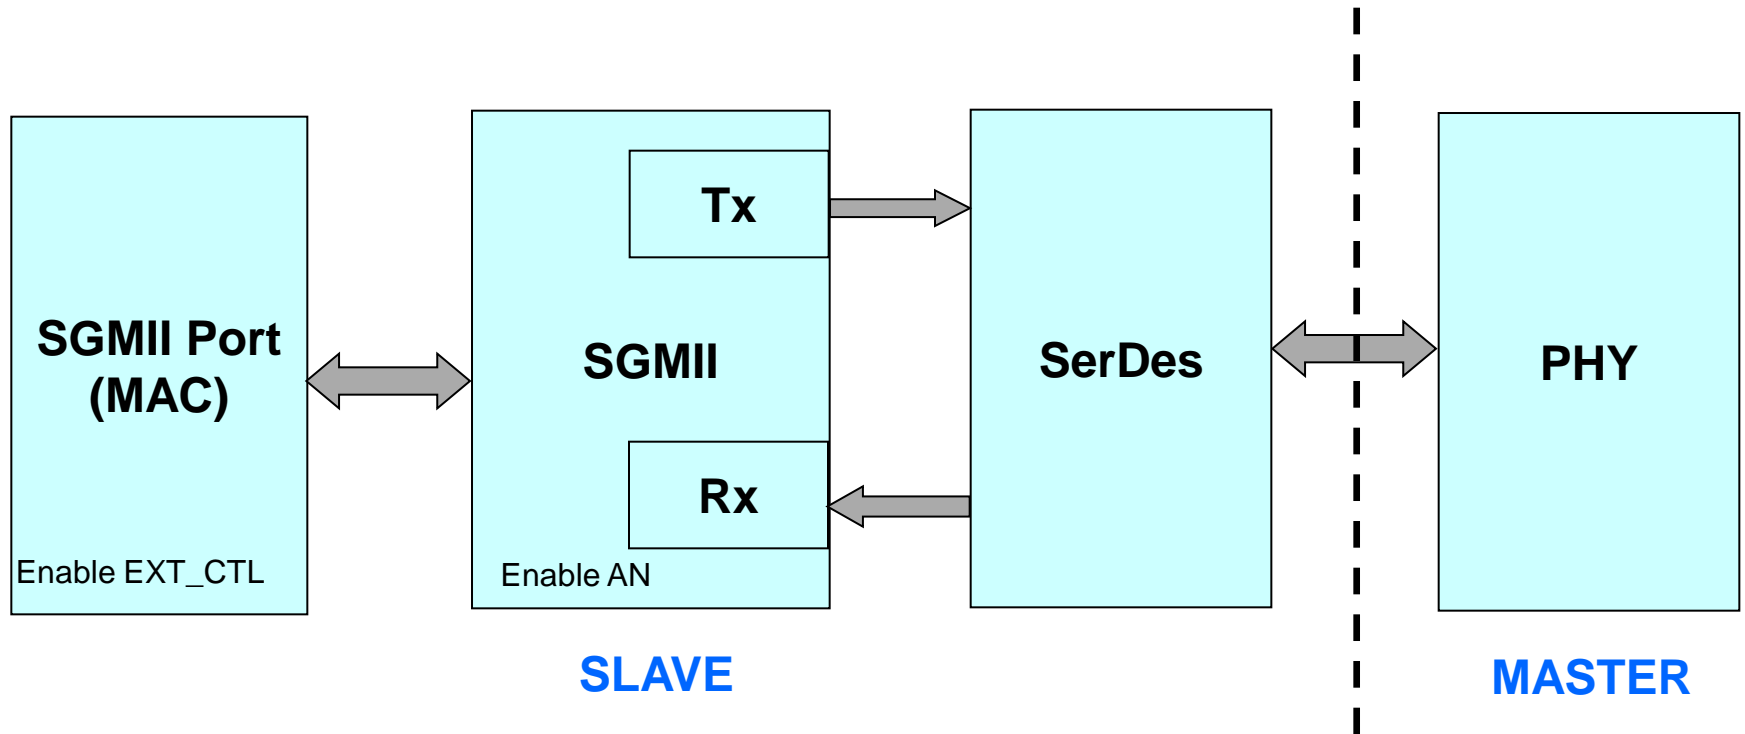 SGMII Port
(MAC)
Enable EXT_CTL
Tx
SGMII
Rx
Enable AN
SerDes
PHY
SLAVE
MASTER